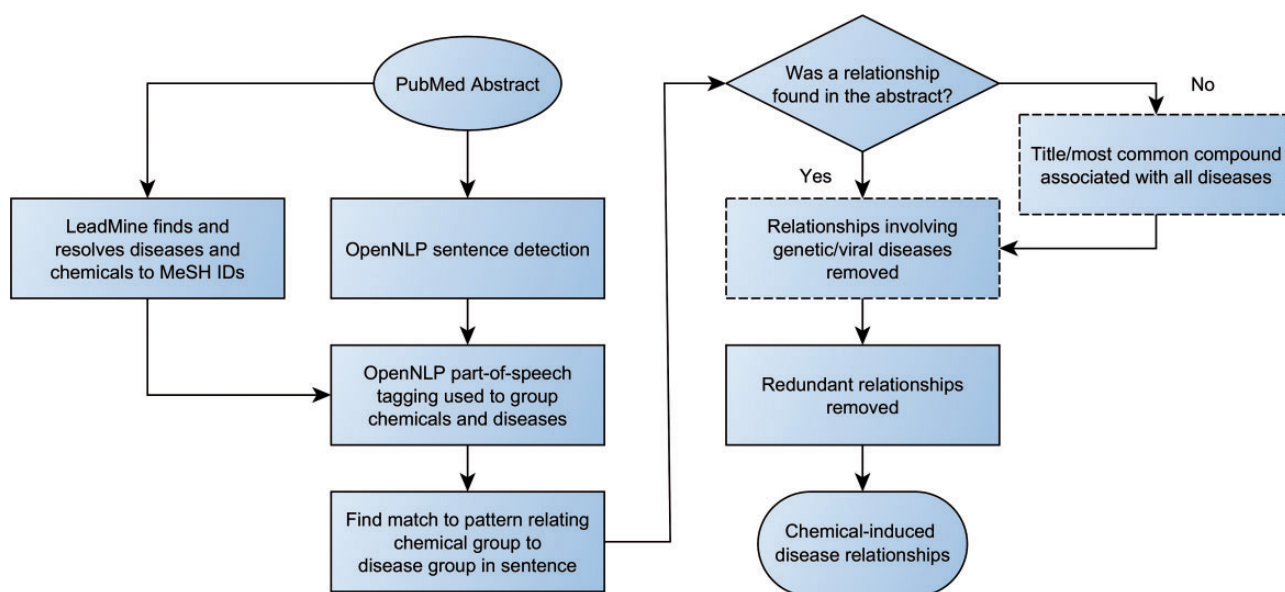 PubMed Abstract
LeadMine finds and
resolves diseases and
chemicals to MeSH IDs
OpenNLP sentence detection
OpenNLP part-of-speech
tagging used to group
chemicals and diseases
Find match to pattern relating
chemical group to
disease group in sentence
Was a relationship
found in the abstract?
No
Title/most common compound
associated with all diseases
Yes
Relationships involving
genetic/viral diseases
removed
Redundant relationships
removed
Chemical-induced
disease relationships